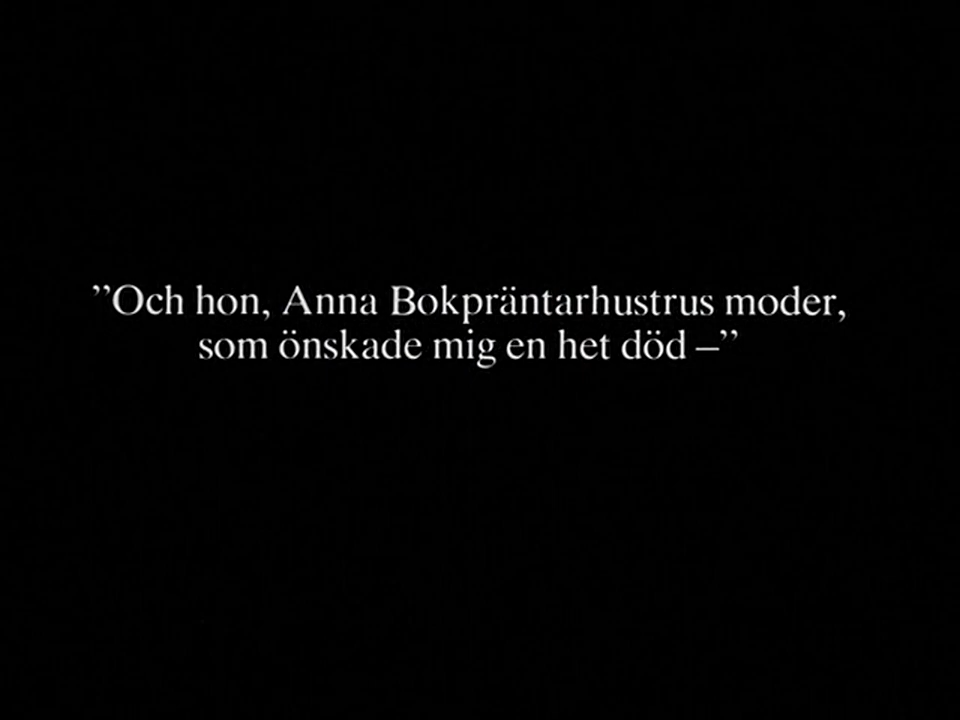 ”Och hon, Anna Bokpräntarhustrus moder,
som önskade mig en het död –”